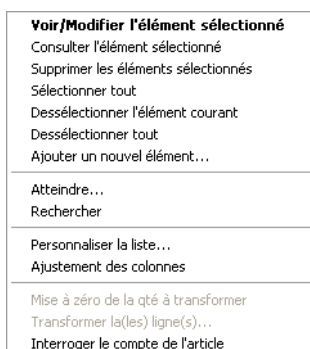 Voir/Modifier l'élément sélectionné
Consulter l'élément sélectionné
Supprimer les éléments sélectionnés
Sélectionner tout
Dessélectionner l'élément courant
Dessélectionner tout
Ajouter un nouvel élément...
Atteindre...
Rechercher
Personnaliser la liste...
Ajustement des colonnes
Mise à zéro de la qté à transformer
Transformer la(les) ligne(s)...
Interroger le compte de l'article